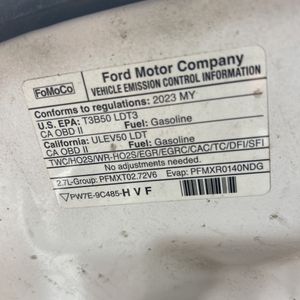 FoMoCo
Ford Motor Company
VEHICLE EMISSION CONTROL INFORMATION
Conforms to regulations: 2023 MY
U.S. EPA: T3B50 LDT3
CA OBD II Fuel: Gasoline
California: ULEV50 LDT
CA OBD II Fuel: Gasoline
TWC/HO2S/WR-HO2S/EGR/EGRC/CAC/TC/DFI/SFI
No adjustments needed.
2.7L-Group: PFMXT02.72V6 Evap: PFMXR0140NDG
PW7E-9C485-HVF